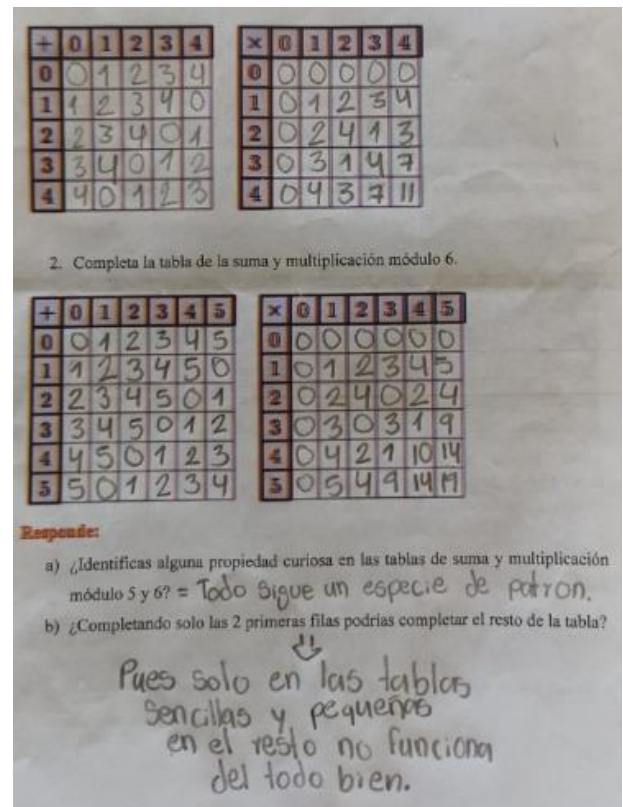 + 0 1 2 3 4
0 0 1 2 3 4
1 1 2 3 4 0
2 2 3 4 0 1
3 3 4 0 1 2
4 4 0 1 2 3
× 0 1 2 3 4
0 0 0 0 0 0
1 0 1 2 3 4
2 0 2 4 1 3
3 0 3 1 4 7
4 0 4 3 7 11
2. Completa la tabla de la suma y multiplicación módulo 6.
+ 0 1 2 3 4 5
0 0 1 2 3 4 5
1 1 2 3 4 5 0
2 2 3 4 5 0 1
3 3 4 5 0 1 2
4 4 5 0 1 2 3
5 5 0 1 2 3 4
× 0 1 2 3 4 5
0 0 0 0 0 0 0
1 0 1 2 3 4 5
2 0 2 4 0 2 4
3 0 3 0 3 1 9
4 0 4 2 1 10 14
5 0 5 4 9 14 19
Responde:
a) ¿Identificas alguna propiedad curiosa en las tablas de suma y multiplicación
módulo 5 y 6? = Todo sigue un especie de patron.
b) ¿Completando solo las 2 primeras filas podrías completar el resto de la tabla?
Pues solo en las tablas
sencillas y pequeñas
en el resto no funciona
del todo bien.